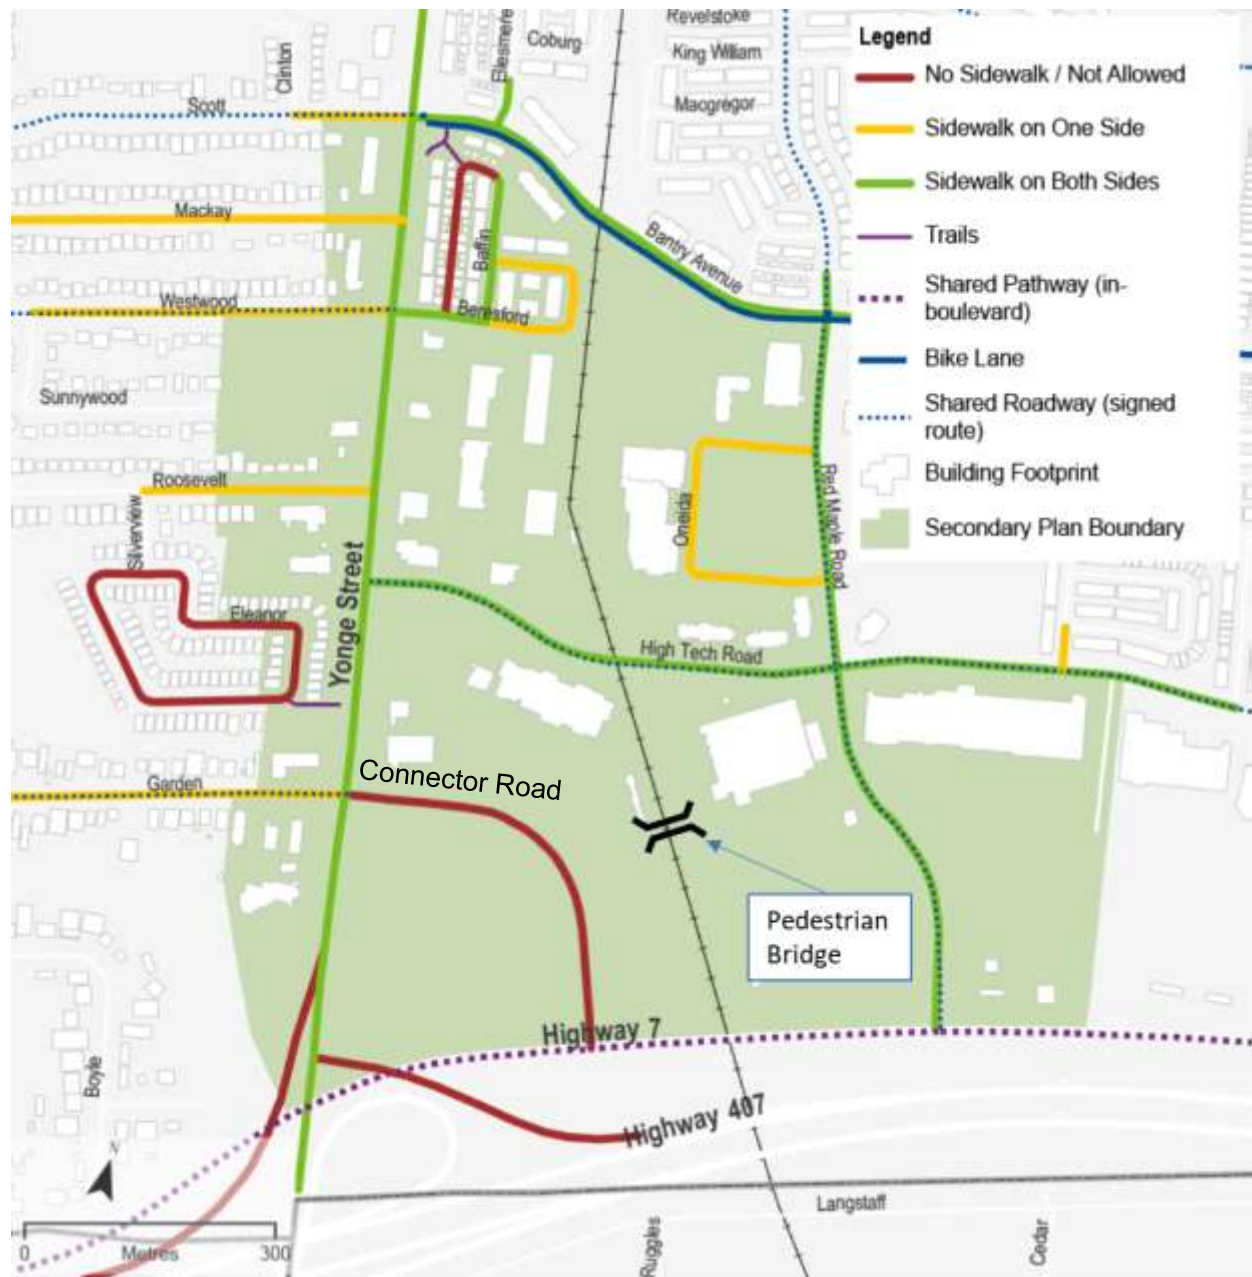 Revelstoke
Clinton
Ellesmere
Coburg
King William
Legend
No Sidewalk / Not Allowed
Scott
Macgregor
Sidewalk on One Side
Sidewalk on Both Sides
Mackay
Baffin
Bantry Avenue
Trails
Shared Pathway (in-
boulevard)
Westwood
Beresford
Bike Lane
Sunnywood
Shared Roadway (signed
route)
Building Footprint
Roosevelt
Silverview
Oneida
Red Maple Road
Secondary Plan Boundary
Eleanor
Yonge Street
High Tech Road
Garden
Connector Road
Pedestrian
Bridge
Highway 7
Boyle
Highway 407
N
Langstaff
Ruggles
Cedar
0 Metres 300